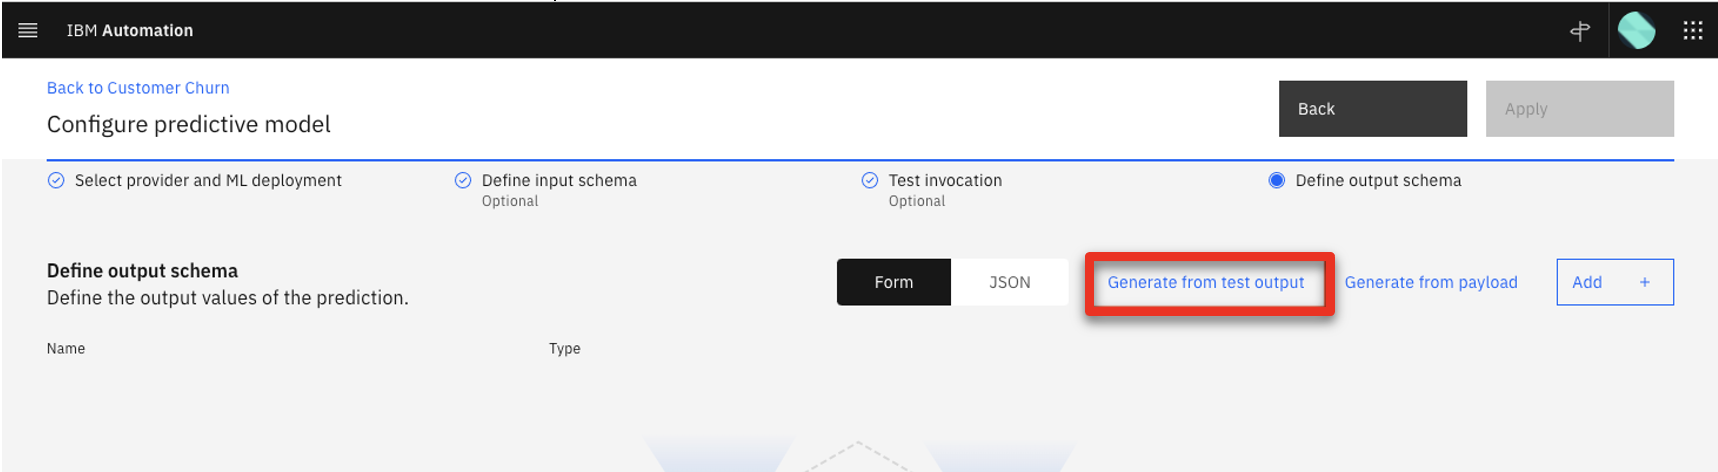 IBM Automation
Back to Customer Churn
Configure predictive model
Back
Apply
Select provider and ML deployment
Define input schema
Optional
Test invocation
Optional
Define output schema
Define output schema
Define the output values of the prediction.
Form
JSON
Generate from test output
Generate from payload
Add +
Name
Type